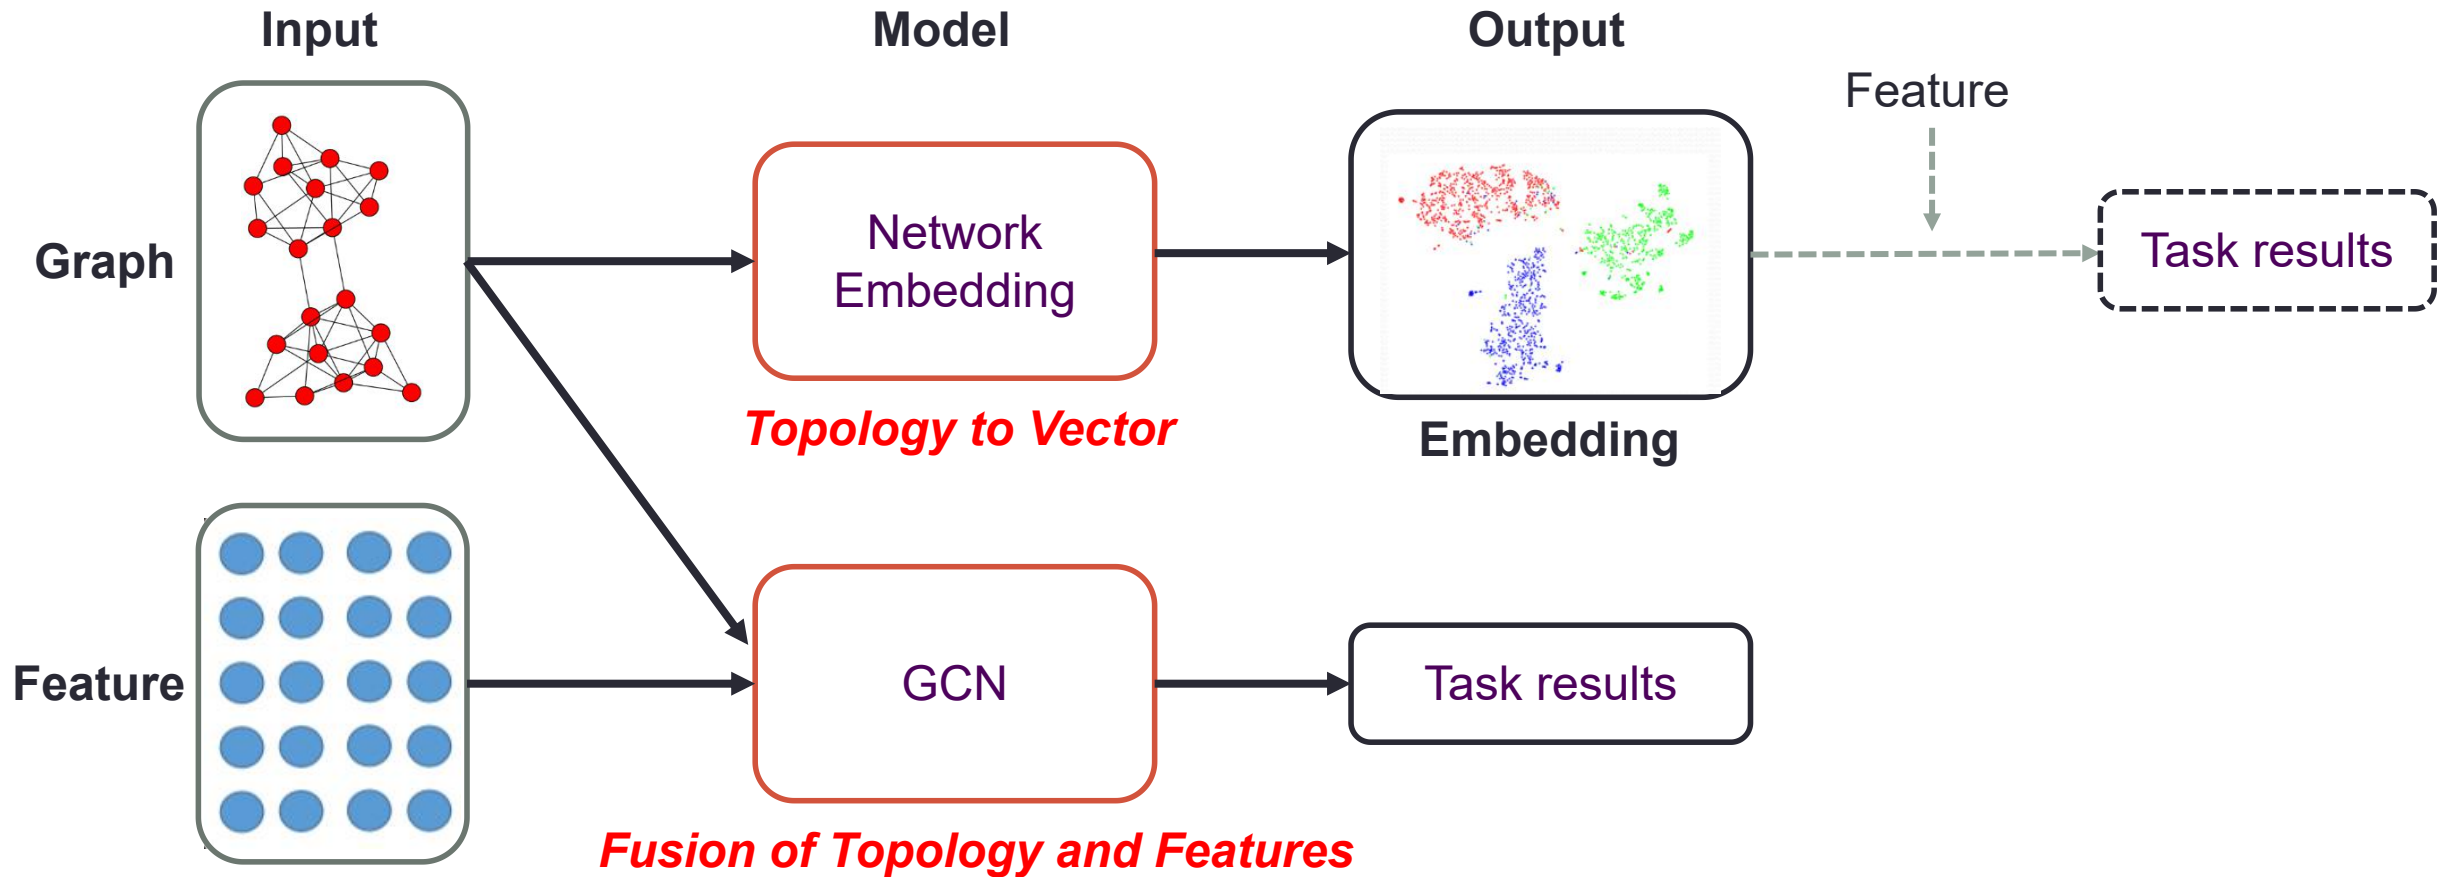 Input
Model
Output
Feature
Graph
Network
Embedding
Task results
Topology to Vector
Embedding
Feature
GCN
Task results
Fusion of Topology and Features